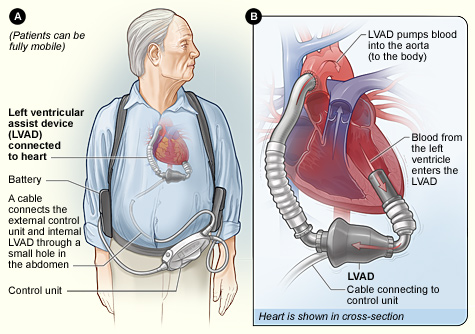 A
(Patients can be
fully mobile)
Left ventricular
assist device
(LVAD)
connected
to heart
Battery
A cable
connects the
external control
unit and internal
LVAD through a
small hole in
the abdomen
Control unit
B
LVAD pumps blood
into the aorta
(to the body)
Blood from
the left
ventricle
enters the
LVAD
LVAD
Cable connecting to
control unit
Heart is shown in cross-section